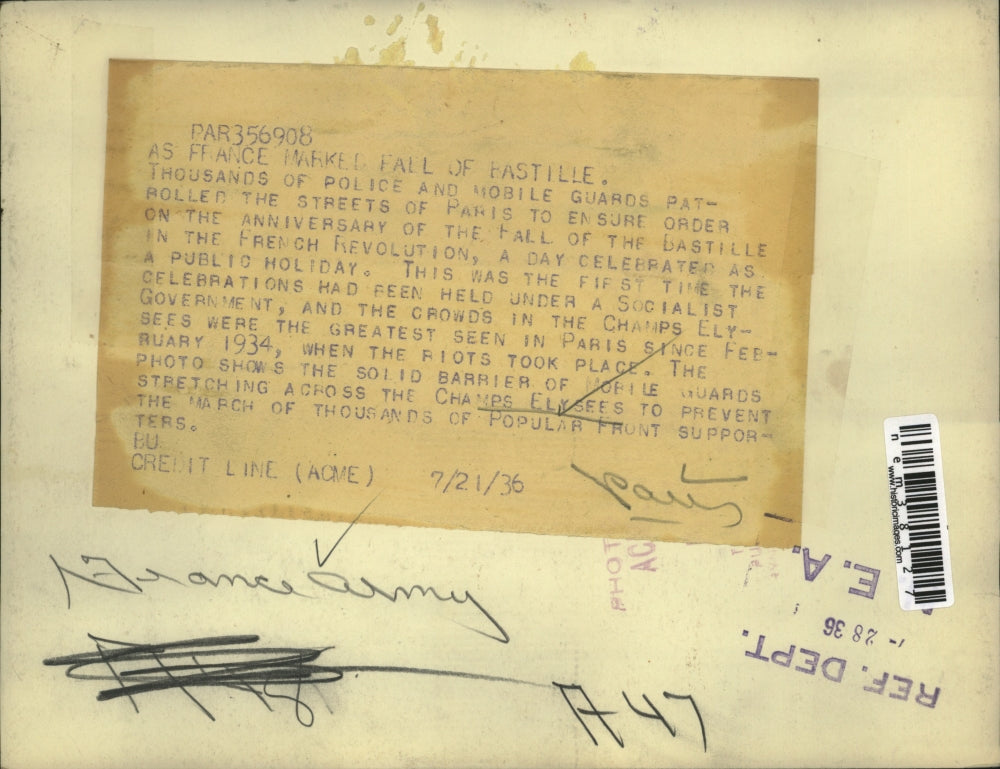 PAR356908
AS FRANCE MARKED FALL OF BASTILLE.
THOUSANDS OF POLICE AND MOBILE GUARDS PAT-
ROLLED THE STREETS OF PARIS TO ENSURE ORDER
ON THE ANNIVERSARY OF THE FALL OF THE BASTILLE
IN THE FRENCH REVOLUTION, A DAY CELEBRATED AS
A PUBLIC HOLIDAY. THIS WAS THE FIRST TIME THE
CELEBRATIONS HAD BEEN HELD UNDER A SOCIALIST
GOVERNMENT, AND THE CROWDS IN THE CHAMPS ELY-
SEES WERE THE GREATEST SEEN IN PARIS SINCE FEB-
RUARY 1934, WHEN THE RIOTS TOOK PLACE. THE
PHOTO SHOWS THE SOLID BARRIER OF MOBILE GUARDS
STRETCHING ACROSS THE CHAMPS ELYSEES TO PREVENT
THE MARCH OF THOUSANDS OF POPULAR FRONT SUPPOR-
TERS.
BU
CREDIT LINE (ACME) 7/21/36
Paris
France Army
A 47
PHOT
AC
E.A.
28 36
REF. DEPT.
nem38127
www.historicimages.com